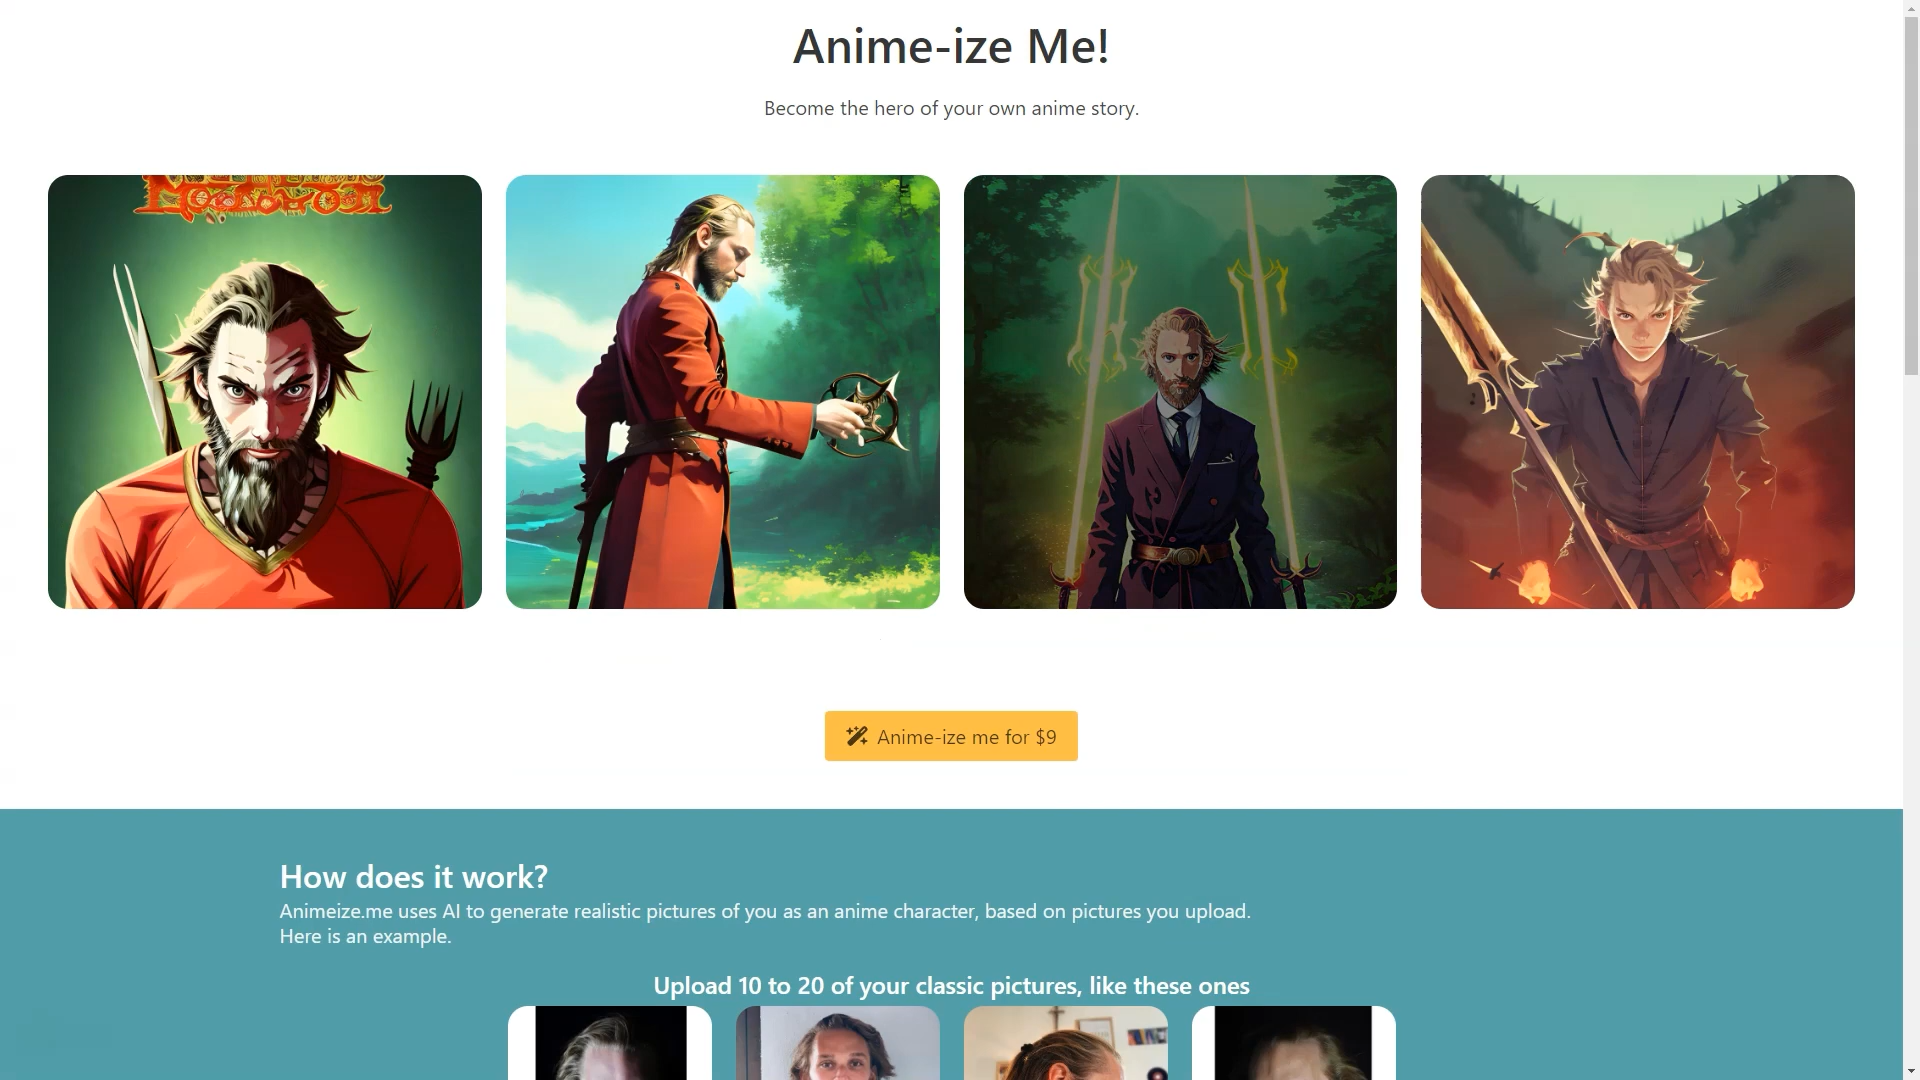 Anime-ize Me!
Become the hero of your own anime story.
Anime-ize me for $9
How does it work?
Animeize.me uses AI to generate realistic pictures of you as an anime character, based on pictures you upload.
Here is an example.
Upload 10 to 20 of your classic pictures, like these ones